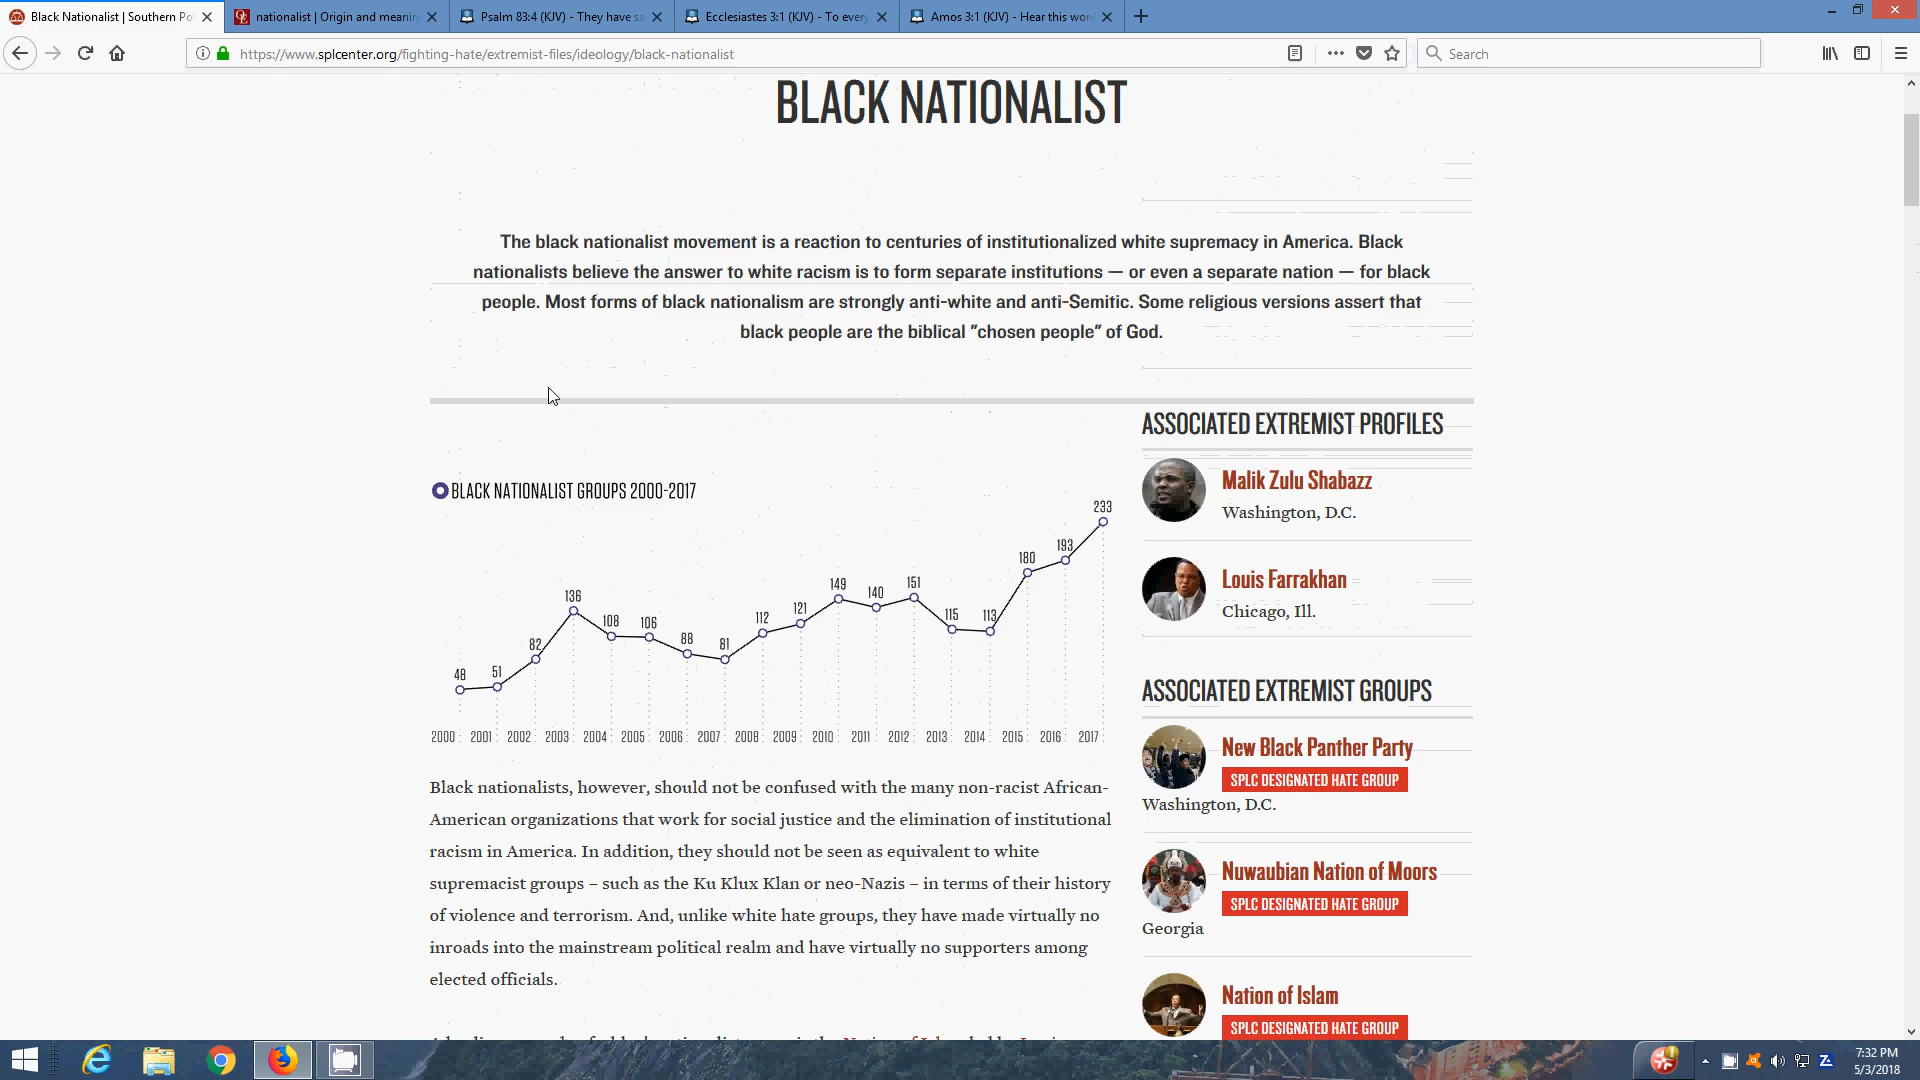 Black Nationalist | Southern Po
nationalist | Origin and meanin
Psalm 83:4 (KJV) - They have sa
Ecclesiastes 3:1 (KJV) - To every
Amos 3:1 (KJV) - Hear this word
https://www.splcenter.org/fighting-hate/extremist-files/ideology/black-nationalist
Search
BLACK NATIONALIST
The black nationalist movement is a reaction to centuries of institutionalized white supremacy in America. Black
nationalists believe the answer to white racism is to form separate institutions — or even a separate nation — for black
people. Most forms of black nationalism are strongly anti-white and anti-Semitic. Some religious versions assert that
black people are the biblical "chosen people" of God.
BLACK NATIONALIST GROUPS 2000-2017
48 51 82 136 108 106 88 81 112 121 149 140 151 115 113 180 193 233
2000 2001 2002 2003 2004 2005 2006 2007 2008 2009 2010 2011 2012 2013 2014 2015 2016 2017
Black nationalists, however, should not be confused with the many non-racist African-
American organizations that work for social justice and the elimination of institutional
racism in America. In addition, they should not be seen as equivalent to white
supremacist groups – such as the Ku Klux Klan or neo-Nazis – in terms of their history
of violence and terrorism. And, unlike white hate groups, they have made virtually no
inroads into the mainstream political realm and have virtually no supporters among
elected officials.
ASSOCIATED EXTREMIST PROFILES
Malik Zulu Shabazz
Washington, D.C.
Louis Farrakhan
Chicago, Ill.
ASSOCIATED EXTREMIST GROUPS
New Black Panther Party
SPLC DESIGNATED HATE GROUP
Washington, D.C.
Nuwaubian Nation of Moors
SPLC DESIGNATED HATE GROUP
Georgia
Nation of Islam
SPLC DESIGNATED HATE GROUP
7:32 PM
5/3/2018